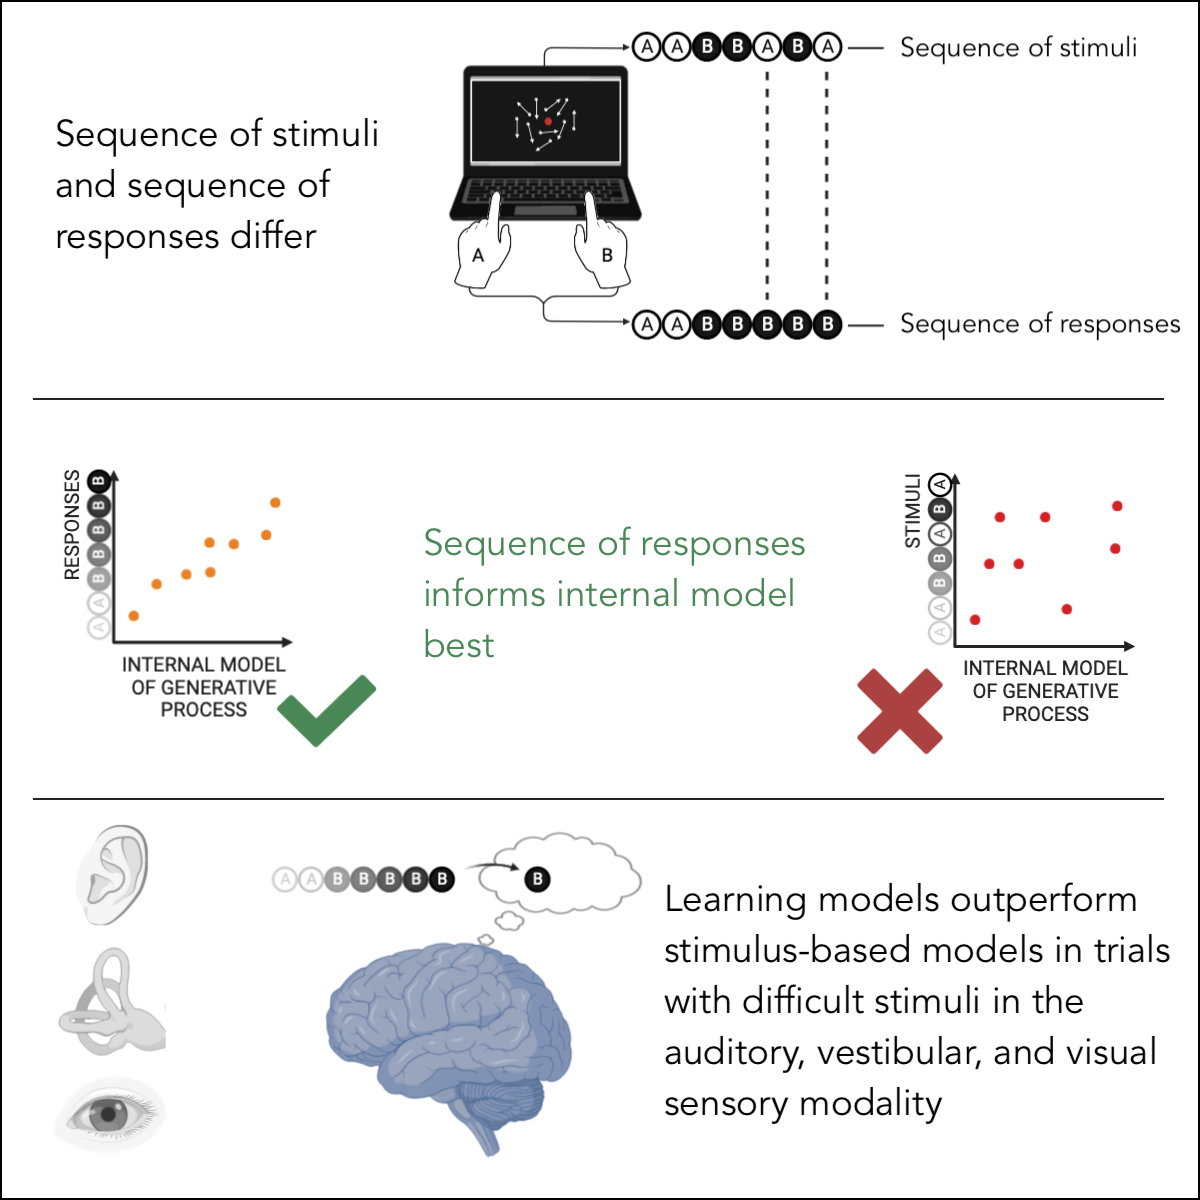 A A B B A B A
Sequence of stimuli
Sequence of stimuli
and sequence of
responses differ
A B
A A B B B B B
Sequence of responses
RESPONSES
B
B
B
B
B
A
A
INTERNAL MODEL
OF GENERATIVE
PROCESS
Sequence of responses
informs internal model
best
STIMULI
A
B
A
B
B
A
A
INTERNAL MODEL
OF GENERATIVE
PROCESS
A A B B B B B
B
Learning models outperform
stimulus-based models in trials
with difficult stimuli in the
auditory, vestibular, and visual
sensory modality